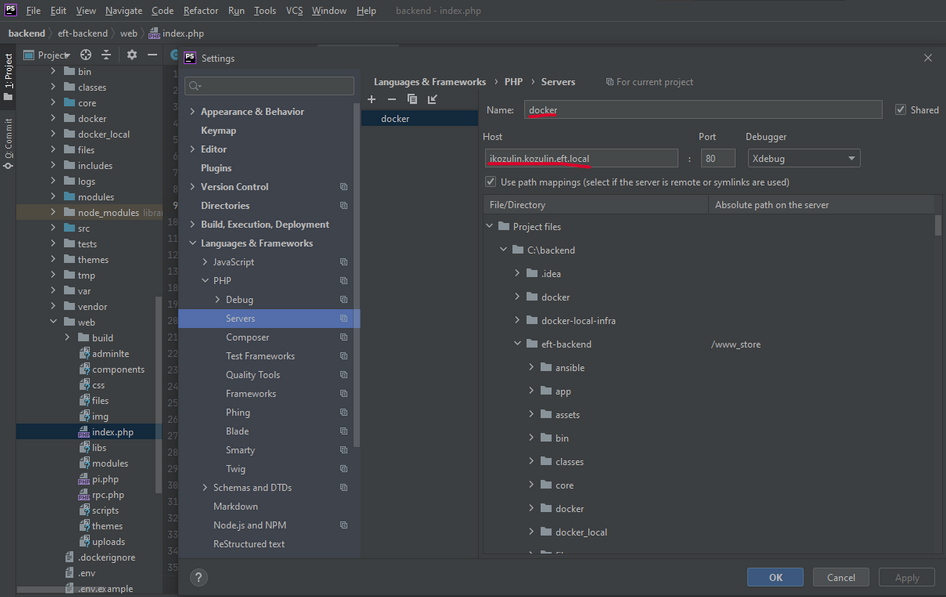 PS File Edit View Navigate Code Refactor Run Tools VCS Window Help backend - index.php
backend eft-backend web index.php
1: Project
0: Commit
Project
bin
classes
core
docker
docker_local
files
includes
logs
modules
node_modules libra
src
tests
themes
tmp
var
vendor
web
build
adminlte
components
css
files
img
index.php
libs
modules
pi.php
rpc.php
scripts
themes
uploads
.dockerignore
.env
.env.example
PS Settings
Appearance & Behavior
Keymap
Editor
Plugins
Version Control
Directories
Build, Execution, Deployment
Languages & Frameworks
JavaScript
PHP
Debug
Servers
Composer
Test Frameworks
Quality Tools
Frameworks
Phing
Blade
Smarty
Twig
Schemas and DTDs
Markdown
Node.js and NPM
ReStructured text
Languages & Frameworks PHP Servers For current project
docker
Name: docker Shared
Host Port Debugger
ikozulin.kozulin.eft.local : 80 Xdebug
Use path mappings (select if the server is remote or symlinks are used)
File/Directory Absolute path on the server
Project files
C:\backend
.idea
docker
docker-local-infra
eft-backend /www_store
ansible
app
assets
bin
classes
core
docker
docker_local
? OK Cancel Apply